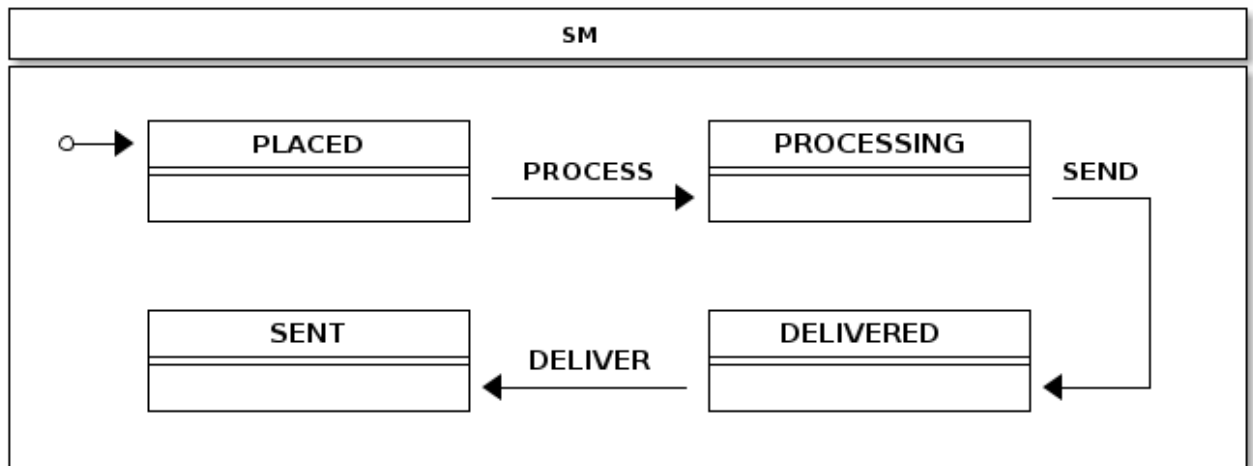 SM
PLACED
PROCESS
PROCESSING
SEND
SENT
DELIVER
DELIVERED